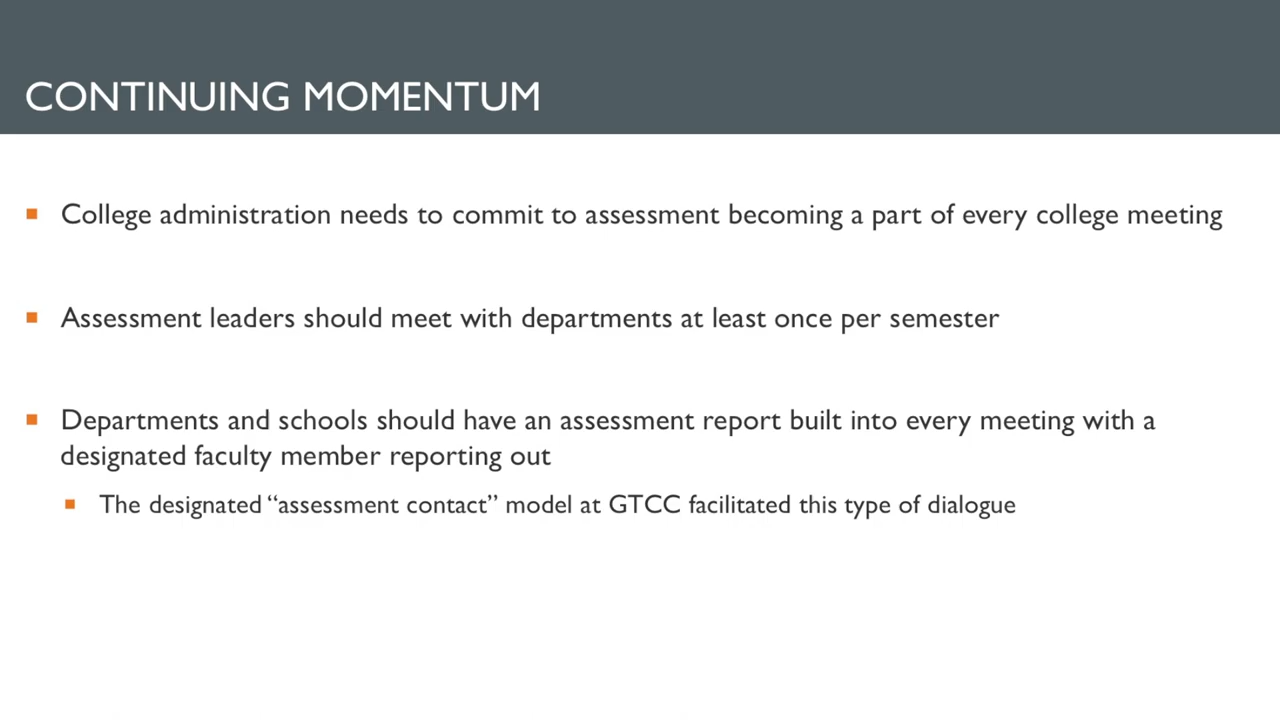 CONTINUING MOMENTUM
College administration needs to commit to assessment becoming a part of every college meeting
Assessment leaders should meet with departments at least once per semester
Departments and schools should have an assessment report built into every meeting with a
designated faculty member reporting out
The designated “assessment contact” model at GTCC facilitated this type of dialogue